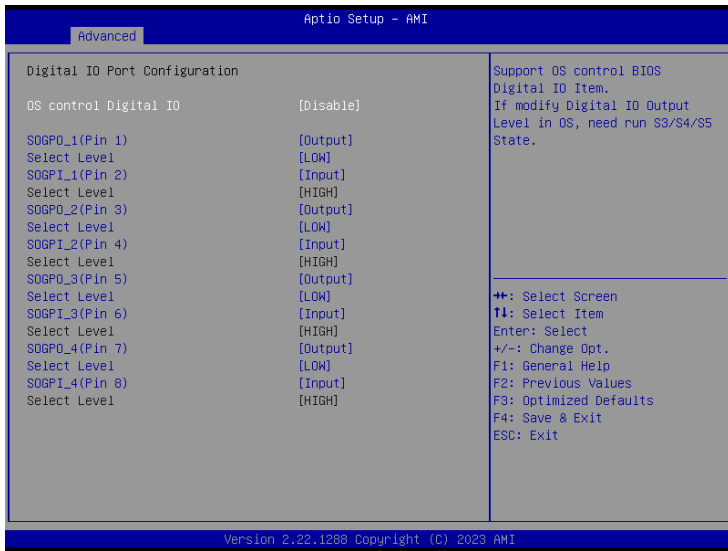 Aptio Setup – AMI
Advanced
Digital IO Port Configuration
OS control Digital IO [Disable]
SOGPO_1(Pin 1) [Output]
Select Level [LOW]
SOGPI_1(Pin 2) [Input]
Select Level [HIGH]
SOGPO_2(Pin 3) [Output]
Select Level [LOW]
SOGPI_2(Pin 4) [Input]
Select Level [HIGH]
SOGPO_3(Pin 5) [Output]
Select Level [LOW]
SOGPI_3(Pin 6) [Input]
Select Level [HIGH]
SOGPO_4(Pin 7) [Output]
Select Level [LOW]
SOGPI_4(Pin 8) [Input]
Select Level [HIGH]
Support OS control BIOS
Digital IO Item.
If modify Digital IO Output
Level in OS, need run S3/S4/S5
State.
→←: Select Screen
↑↓: Select Item
Enter: Select
+/-: Change Opt.
F1: General Help
F2: Previous Values
F3: Optimized Defaults
F4: Save & Exit
ESC: Exit
Version 2.22.1288 Copyright (C) 2023 AMI